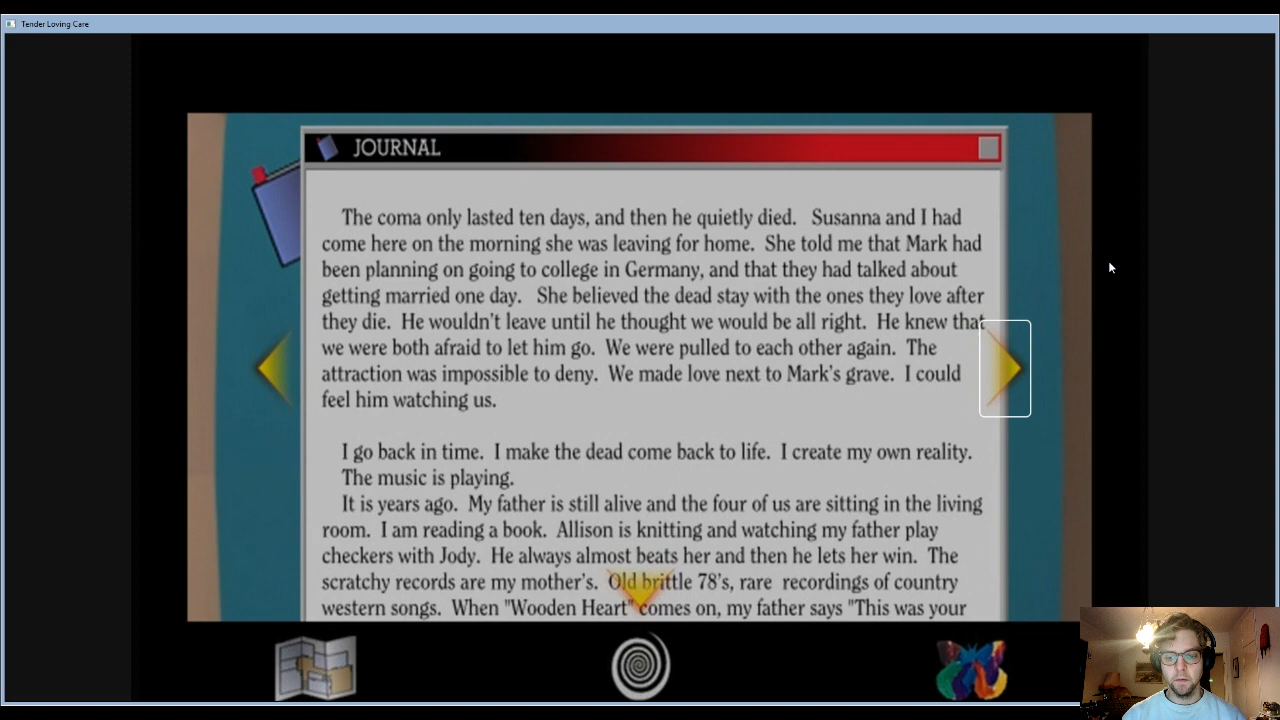 Tender Loving Care
JOURNAL
The coma only lasted ten days, and then he quietly died. Susanna and I had
come here on the morning she was leaving for home. She told me that Mark had
been planning on going to college in Germany, and that they had talked about
getting married one day. She believed the dead stay with the ones they love after
they die. He wouldn't leave until he thought we would be all right. He knew that
we were both afraid to let him go. We were pulled to each other again. The
attraction was impossible to deny. We made love next to Mark's grave. I could
feel him watching us.
I go back in time. I make the dead come back to life. I create my own reality.
The music is playing.
It is years ago. My father is still alive and the four of us are sitting in the living
room. I am reading a book. Allison is knitting and watching my father play
checkers with Jody. He always almost beats her and then he lets her win. The
scratchy records are my mother's. Old brittle 78's, rare recordings of country
western songs. When "Wooden Heart" comes on, my father says "This was your